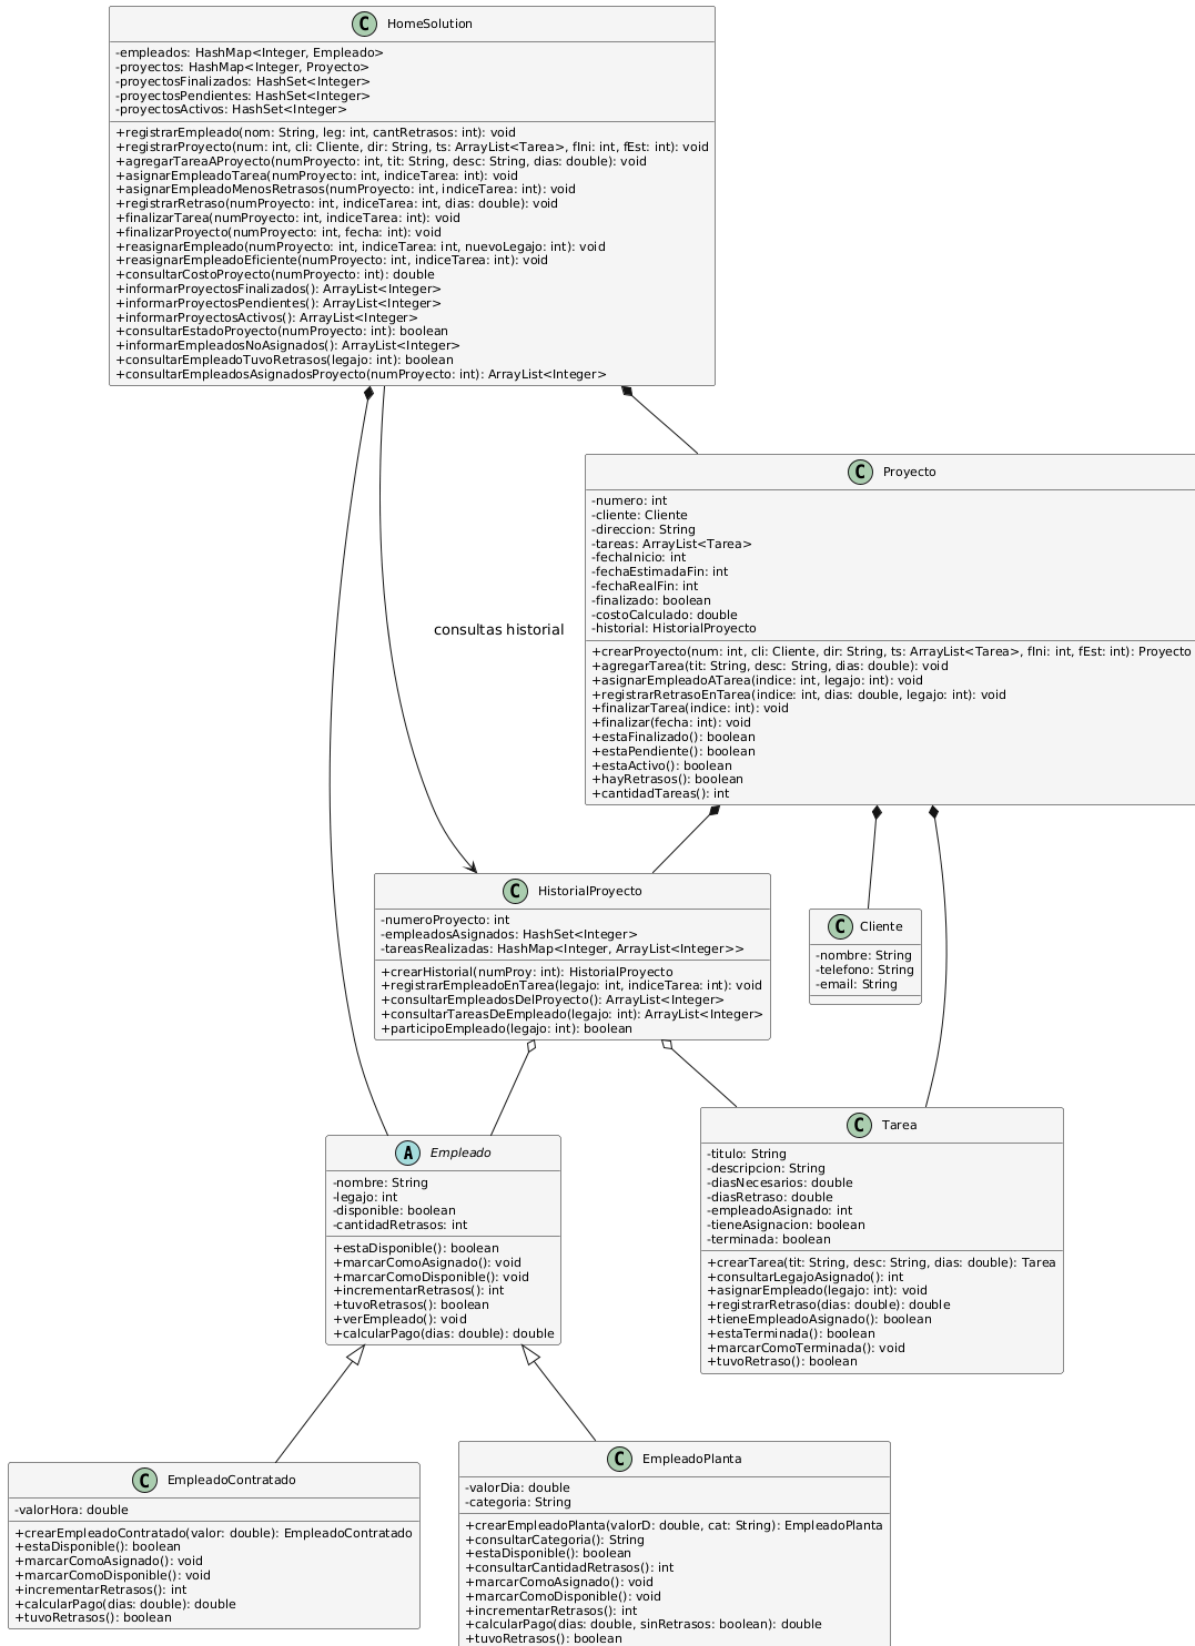 C HomeSolution
-empleados: HashMap<Integer, Empleado>
-proyectos: HashMap<Integer, Proyecto>
-proyectosFinalizados: HashSet<Integer>
-proyectosPendientes: HashSet<Integer>
-proyectosActivos: HashSet<Integer>
+registrarEmpleado(nom: String, leg: int, cantRetrasos: int): void
+registrarProyecto(num: int, cli: Cliente, dir: String, ts: ArrayList<Tarea>, fIni: int, fEst: int): void
+agregarTareaAProyecto(numProyecto: int, tit: String, desc: String, dias: double): void
+asignarEmpleadoTarea(numProyecto: int, indiceTarea: int): void
+asignarEmpleadoMenosRetrasos(numProyecto: int, indiceTarea: int): void
+registrarRetraso(numProyecto: int, indiceTarea: int, dias: double): void
+finalizarTarea(numProyecto: int, indiceTarea: int): void
+finalizarProyecto(numProyecto: int, fecha: int): void
+reasignarEmpleado(numProyecto: int, indiceTarea: int, nuevoLegajo: int): void
+reasignarEmpleadoEficiente(numProyecto: int, indiceTarea: int): void
+consultarCostoProyecto(numProyecto: int): double
+informarProyectosFinalizados(): ArrayList<Integer>
+informarProyectosPendientes(): ArrayList<Integer>
+informarProyectosActivos(): ArrayList<Integer>
+consultarEstadoProyecto(numProyecto: int): boolean
+informarEmpleadosNoAsignados(): ArrayList<Integer>
+consultarEmpleadoTuvoRetrasos(legajo: int): boolean
+consultarEmpleadosAsignadosProyecto(numProyecto: int): ArrayList<Integer>
C Proyecto
-numero: int
-cliente: Cliente
-direccion: String
-tareas: ArrayList<Tarea>
-fechaInicio: int
-fechaEstimadaFin: int
-fechaRealFin: int
-finalizado: boolean
-costoCalculado: double
-historial: HistorialProyecto
+crearProyecto(num: int, cli: Cliente, dir: String, ts: ArrayList<Tarea>, fIni: int, fEst: int): Proyecto
+agregarTarea(tit: String, desc: String, dias: double): void
+asignarEmpleadoATarea(indice: int, legajo: int): void
+registrarRetrasoEnTarea(indice: int, dias: double, legajo: int): void
+finalizarTarea(indice: int): void
+finalizar(fecha: int): void
+estaFinalizado(): boolean
+estaPendiente(): boolean
+estaActivo(): boolean
+hayRetrasos(): boolean
+cantidadTareas(): int
consultas historial
C HistorialProyecto
-numeroProyecto: int
-empleadosAsignados: HashSet<Integer>
-tareasRealizadas: HashMap<Integer, ArrayList<Integer>>
+crearHistorial(numProy: int): HistorialProyecto
+registrarEmpleadoEnTarea(legajo: int, indiceTarea: int): void
+consultarEmpleadosDelProyecto(): ArrayList<Integer>
+consultarTareasDeEmpleado(legajo: int): ArrayList<Integer>
+participoEmpleado(legajo: int): boolean
C Cliente
-nombre: String
-telefono: String
-email: String
A Empleado
-nombre: String
-legajo: int
-disponible: boolean
-cantidadRetrasos: int
+estaDisponible(): boolean
+marcarComoAsignado(): void
+marcarComoDisponible(): void
+incrementarRetrasos(): int
+tuvoRetrasos(): boolean
+verEmpleado(): void
+calcularPago(dias: double): double
C Tarea
-titulo: String
-descripcion: String
-diasNecesarios: double
-diasRetraso: double
-empleadoAsignado: int
-tieneAsignacion: boolean
-terminada: boolean
+crearTarea(tit: String, desc: String, dias: double): Tarea
+consultarLegajoAsignado(): int
+asignarEmpleado(legajo: int): void
+registrarRetraso(dias: double): double
+tieneEmpleadoAsignado(): boolean
+estaTerminada(): boolean
+marcarComoTerminada(): void
+tuvoRetraso(): boolean
C EmpleadoContratado
-valorHora: double
+crearEmpleadoContratado(valor: double): EmpleadoContratado
+estaDisponible(): boolean
+marcarComoAsignado(): void
+marcarComoDisponible(): void
+incrementarRetrasos(): int
+calcularPago(dias: double): double
+tuvoRetrasos(): boolean
C EmpleadoPlanta
-valorDia: double
-categoria: String
+crearEmpleadoPlanta(valorD: double, cat: String): EmpleadoPlanta
+consultarCategoria(): String
+estaDisponible(): boolean
+consultarCantidadRetrasos(): int
+marcarComoAsignado(): void
+marcarComoDisponible(): void
+incrementarRetrasos(): int
+calcularPago(dias: double, sinRetrasos: boolean): double
+tuvoRetrasos(): boolean